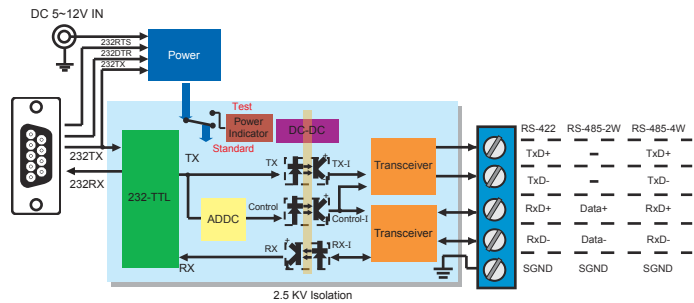 DC 5~12V IN
232RTS
232DTR
232TX
Power
Test
Power
Indicator
DC-DC
Standard
232TX
232RX
232-TTL
TX
TX
TX-I
Transceiver
ADDC
Control
Control-I
Transceiver
RX
RX
RX-I
2.5 KV Isolation
RS-422 RS-485-2W RS-485-4W
TxD+ - TxD+
TxD- - TxD-
RxD+ Data+ RxD+
RxD- Data- RxD-
SGND SGND SGND